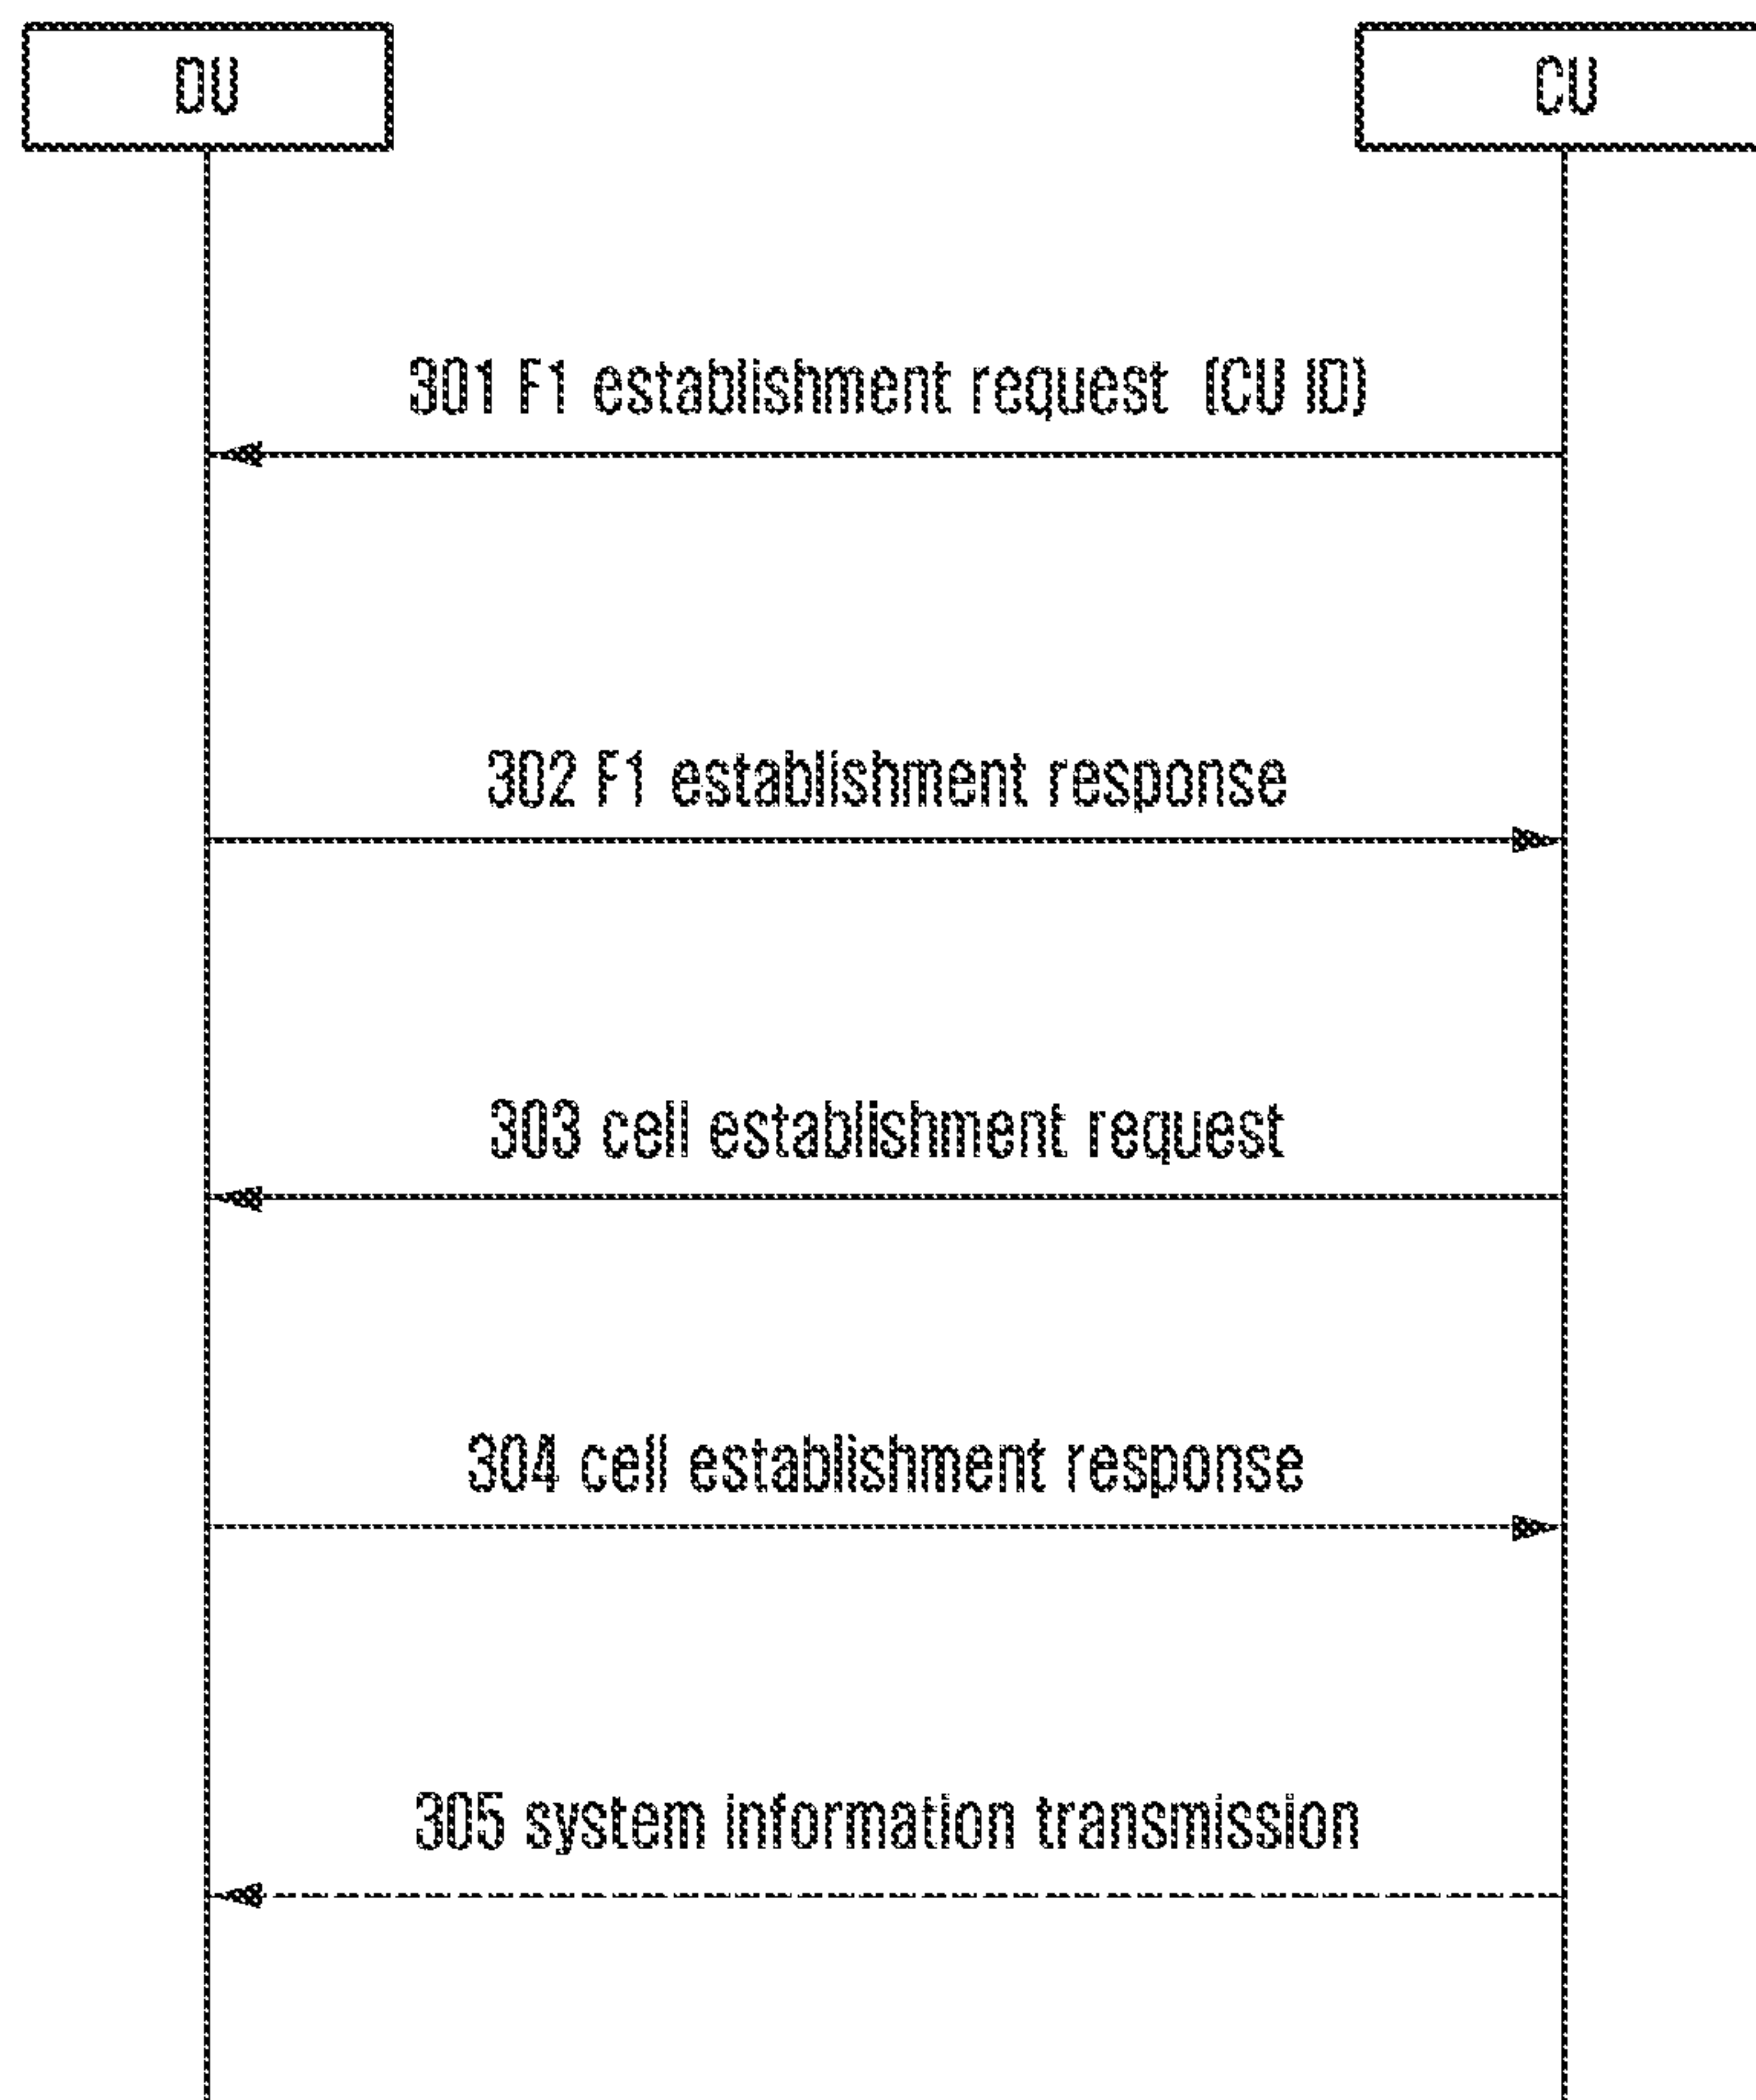 DU
CU
301 F1 establishment request (CU ID)
302 F1 establishment response
303 cell establishment request
304 cell establishment response
305 system information transmission